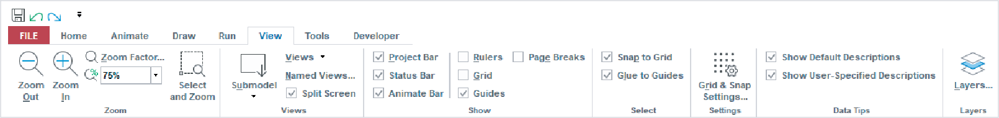 FILE Home Animate Draw Run View Tools Developer
Zoom Factor... Views Project Bar Rulers Page Breaks Snap to Grid Show Default Descriptions
% 75% Named Views... Status Bar Grid Glue to Guides Show User-Specified Descriptions
Zoom Out Zoom In Select and Zoom Submodel Split Screen Animate Bar Guides Grid & Snap Settings... Layers...
Zoom Views Show Select Settings Data Tips Layers